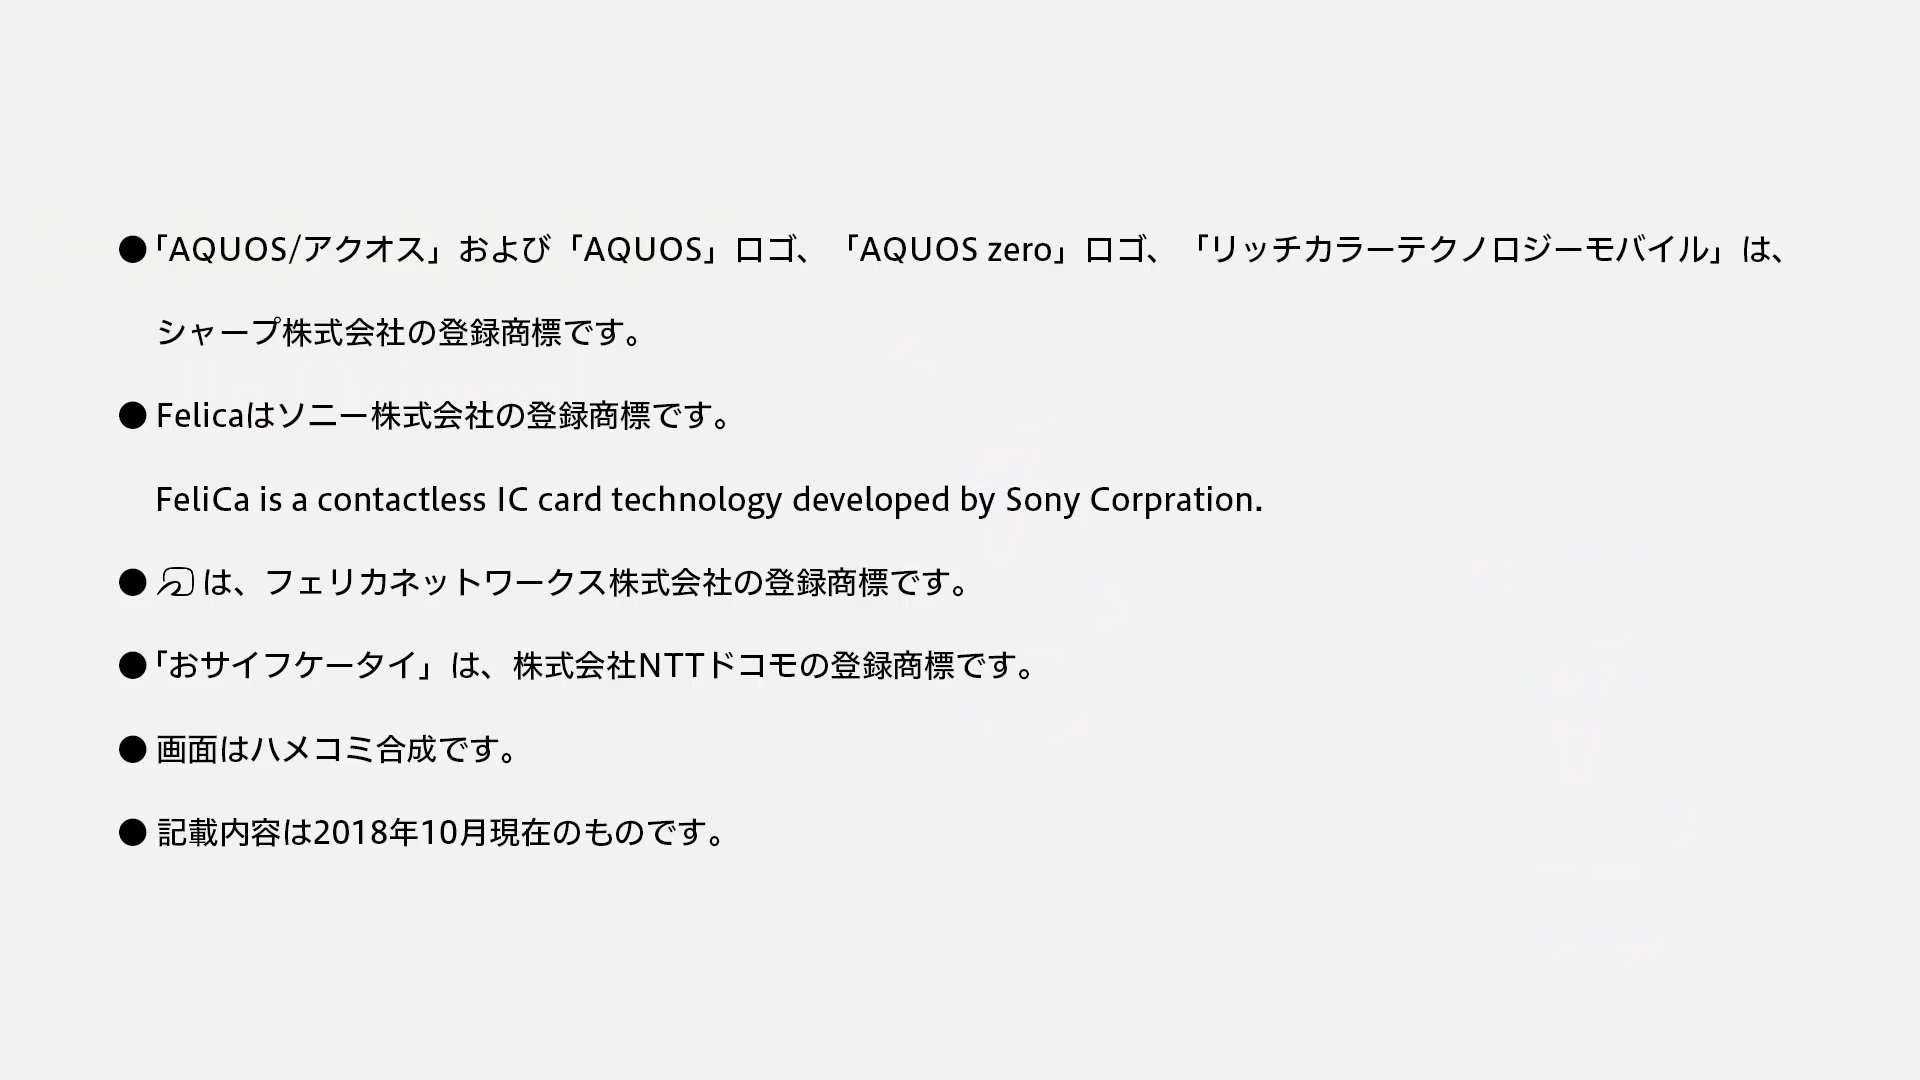 ●「AQUOS/アクオス」および「AQUOS」ロゴ、「AQUOS zero」ロゴ、「リッチカラーテクノロジーモバイル」は、
シャープ株式会社の登録商標です。
● Felicaはソニー株式会社の登録商標です。
FeliCa is a contactless IC card technology developed by Sony Corpration.
● は、フェリカネットワークス株式会社の登録商標です。
●「おサイフケータイ」は、株式会社NTTドコモの登録商標です。
● 画面はハメコミ合成です。
● 記載内容は2018年10月現在のものです。